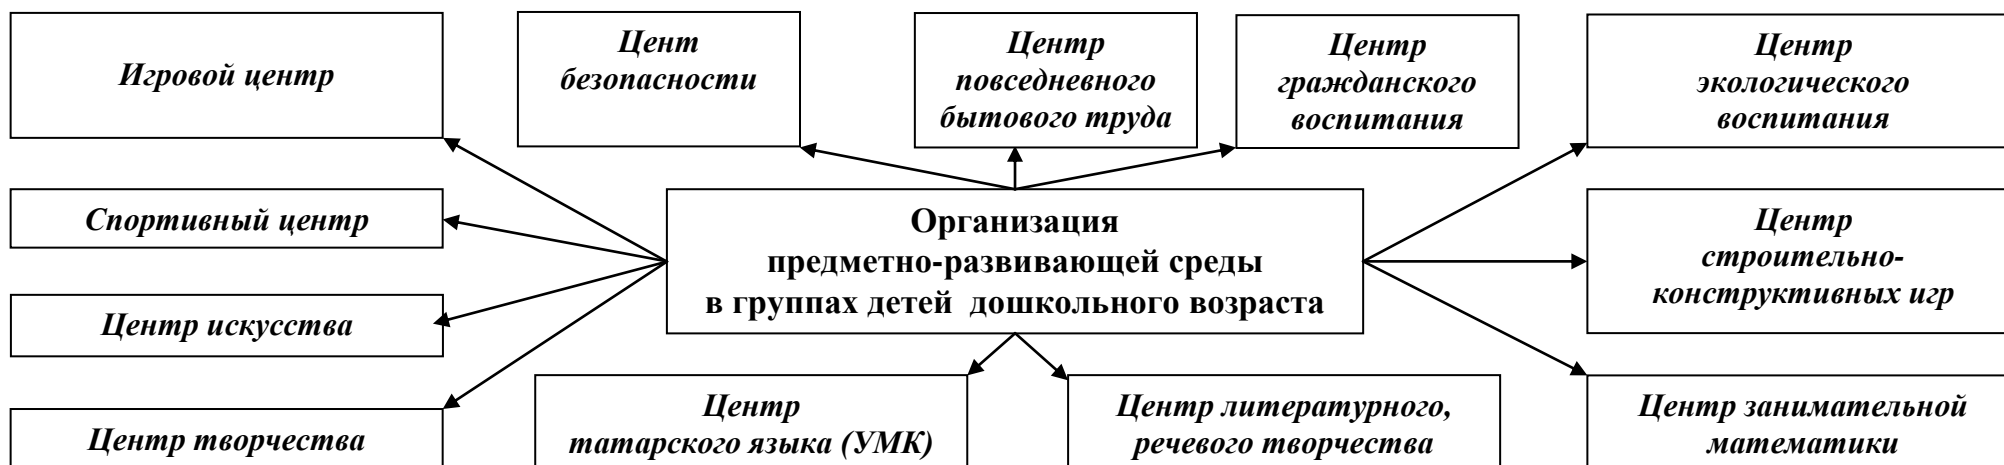 Игровой центр
Цент
безопасности
Центр
повседневного
бытового труда
Центр
гражданского
воспитания
Центр
экологического
воспитания
Спортивный центр
Организация
предметно-развивающей среды
в группах детей дошкольного возраста
Центр
строительно-
конструктивных игр
Центр искусства
Центр творчества
Центр
татарского языка (УМК)
Центр литературного,
речевого творчества
Центр занимательной
математики